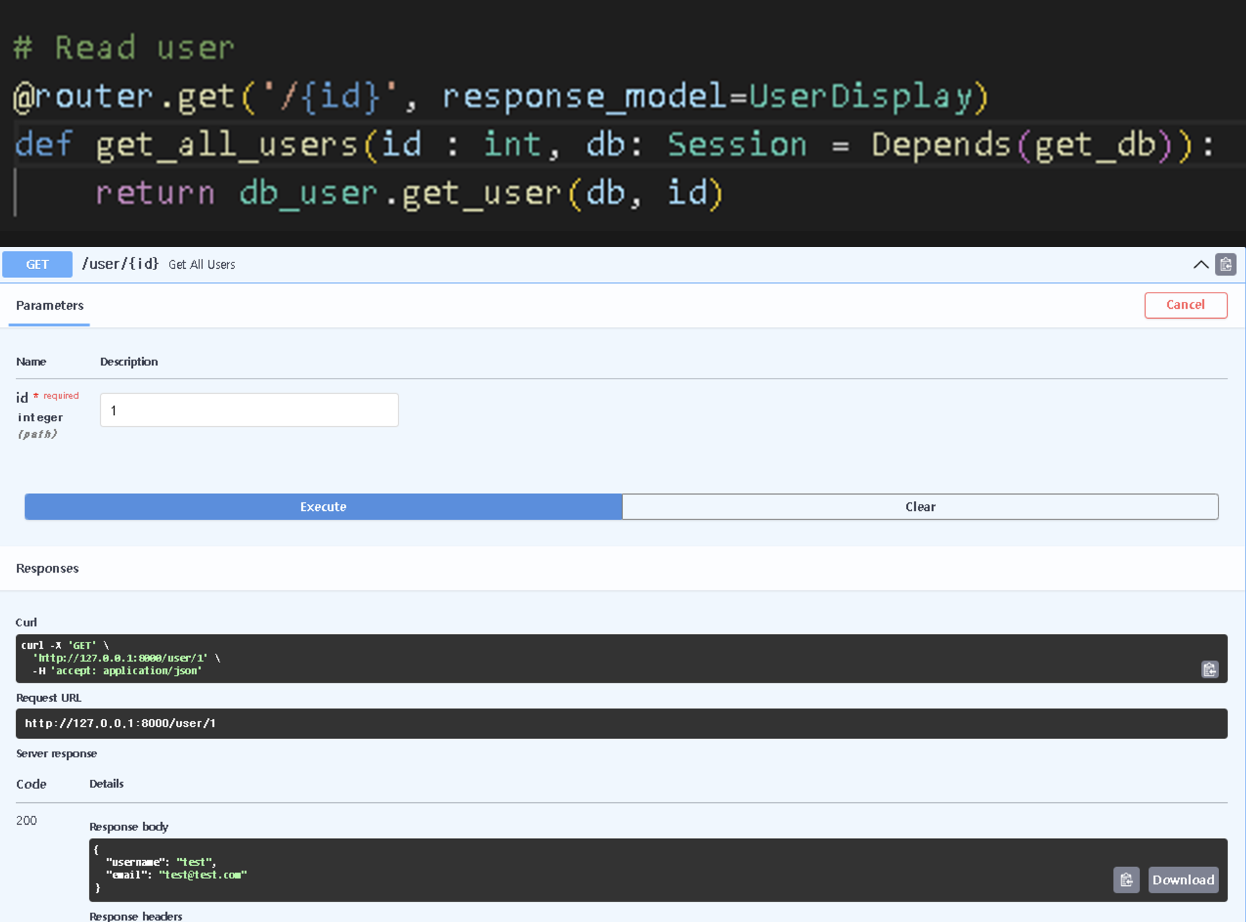 # Read user
@router.get('/{id}', response_model=UserDisplay)
def get_all_users(id : int, db: Session = Depends(get_db)):
    return db_user.get_user(db, id)
GET /user/{id} Get All Users
Parameters
Cancel
Name Description
id * required
integer
(path)
1
Execute Clear
Responses
Curl
curl -X 'GET' \
  'http://127.0.0.1:8000/user/1' \
  -H 'accept: application/json'
Request URL
http://127.0.0.1:8000/user/1
Server response
Code Details
200
Response body
{
  "username": "test",
  "email": "test@test.com"
}
Download
Response headers